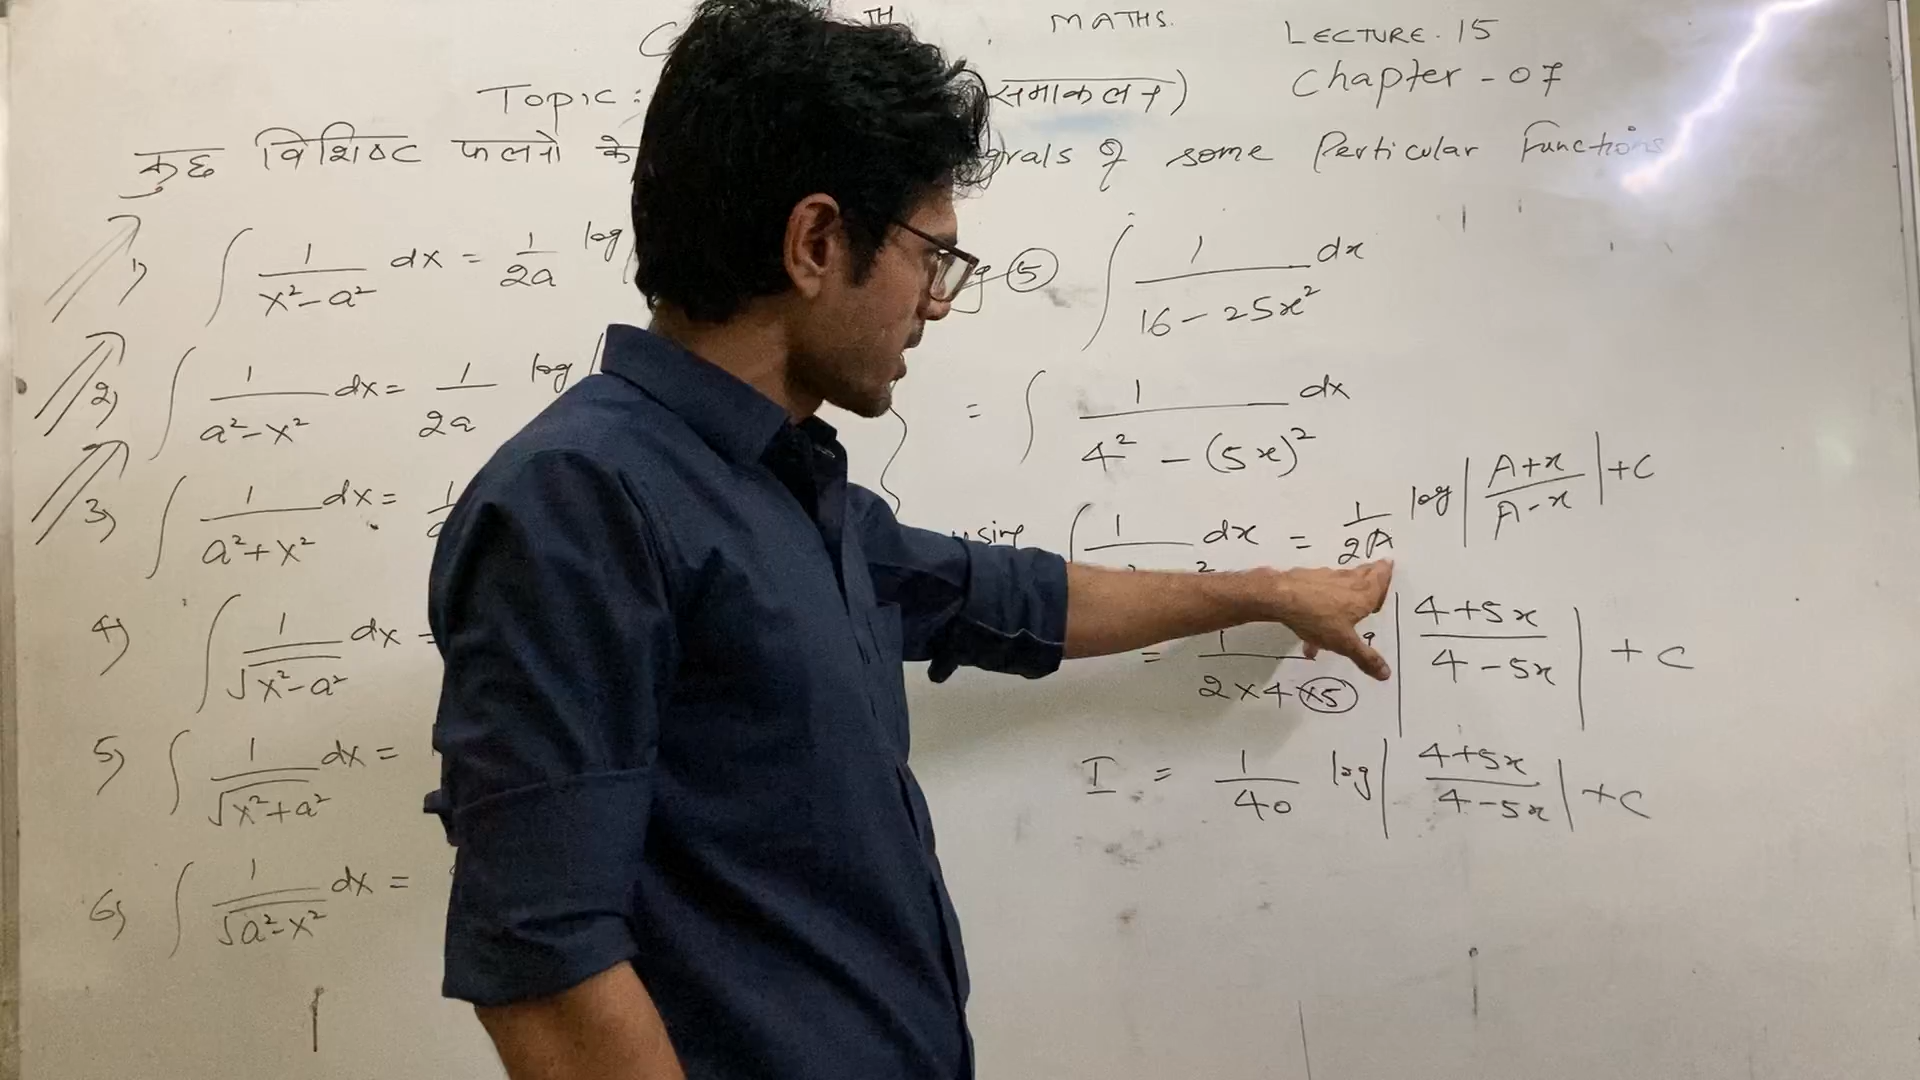 TH MATHS. LECTURE. 15
Topic: (समाकलन) Chapter - 07
कुछ विशिष्ट फलनो के grals of some Perticular Functions
1) ∫ 1/(x²-a²) dx = 1/2a log
2) ∫ 1/(a²-x²) dx = 1/2a log
3) ∫ 1/(a²+x²) dx =
4) ∫ 1/√(x²-a²) dx =
5) ∫ 1/√(x²+a²) dx =
6) ∫ 1/√(a²-x²) dx =
⑤ ∫ 1/(16-25x²) dx
= ∫ 1/(4²-(5x)²) dx
using ∫ 1/ dx = 1/2A log |(A+x)/(A-x)| +C
= 1/(2×4×5) |(4+5x)/(4-5x)| + C
I = 1/40 log |(4+5x)/(4-5x)| +C